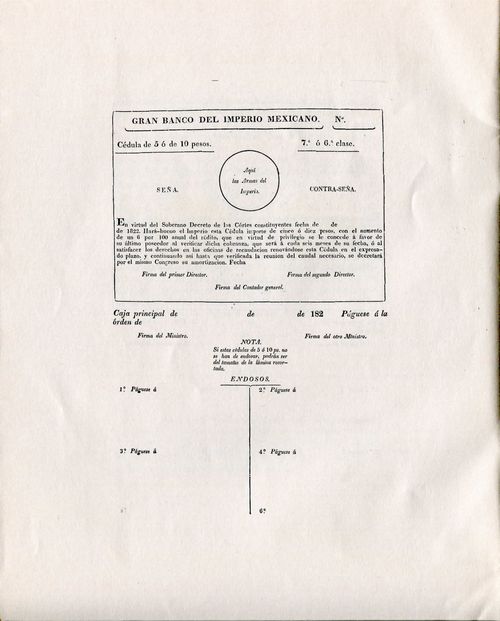 GRAN BANCO DEL IMPERIO MEXICANO. Nº.
Cédula de 5 ó de 10 pesos. 7.ª ó 6.ª clase.
Aquí
las Armas del
Imperio.
SEÑA. CONTRA-SEÑA.
En virtud del Soberano Decreto de las Córtes constituyentes fecha de de
de 1822. Hará-bueno el Imperio esta Cédula importe de cinco ó diez pesos, con el aumento
de un 6 por 100 anual del rédito, que en virtud de privilegio se le concede á favor de
su último poseedor al verificar dicha cobranza, que será á cada seis meses de su fecha, ó al
satisfacer los derechos en las oficinas de recaudacion renovándose esta Cédula en el expresa-
do plazo, y continuando así hasta que verificada la reunion del caudal necesario, se decretará
por el mismo Congreso su amortizacion. Fecha
Firma del primer Director. Firma del segundo Director.
Firma del Contador general.
Caja principal de de de 182 Páguese á la
órden de
Firma del Ministro. Firma del otro Ministro.
NOTA.
Si estas cédulas de 5 ó 10 ps. no
se han de endosar, podrán ser
del tamaño de la lámina recor-
tada.
ENDOSOS.
1.º Páguese á 2.º Páguese á
3.º Páguese á 4.º Páguese á
6.º